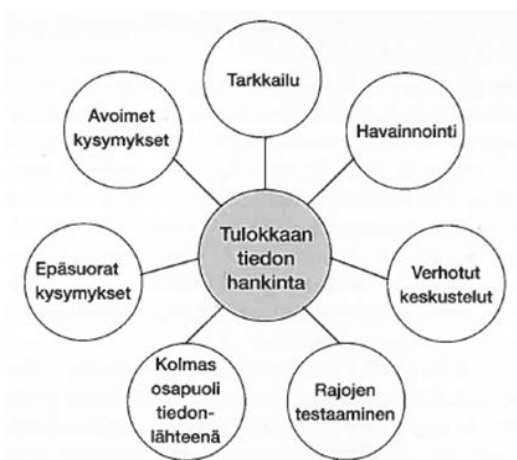 Tarkkailu
Avoimet
kysymykset
Havainnointi
Tulokkaan
tiedon
hankinta
Epäsuorat
kysymykset
Verhotut
keskustelut
Kolmas
osapuoli
tiedon-
lähteenä
Rajojen
testaaminen